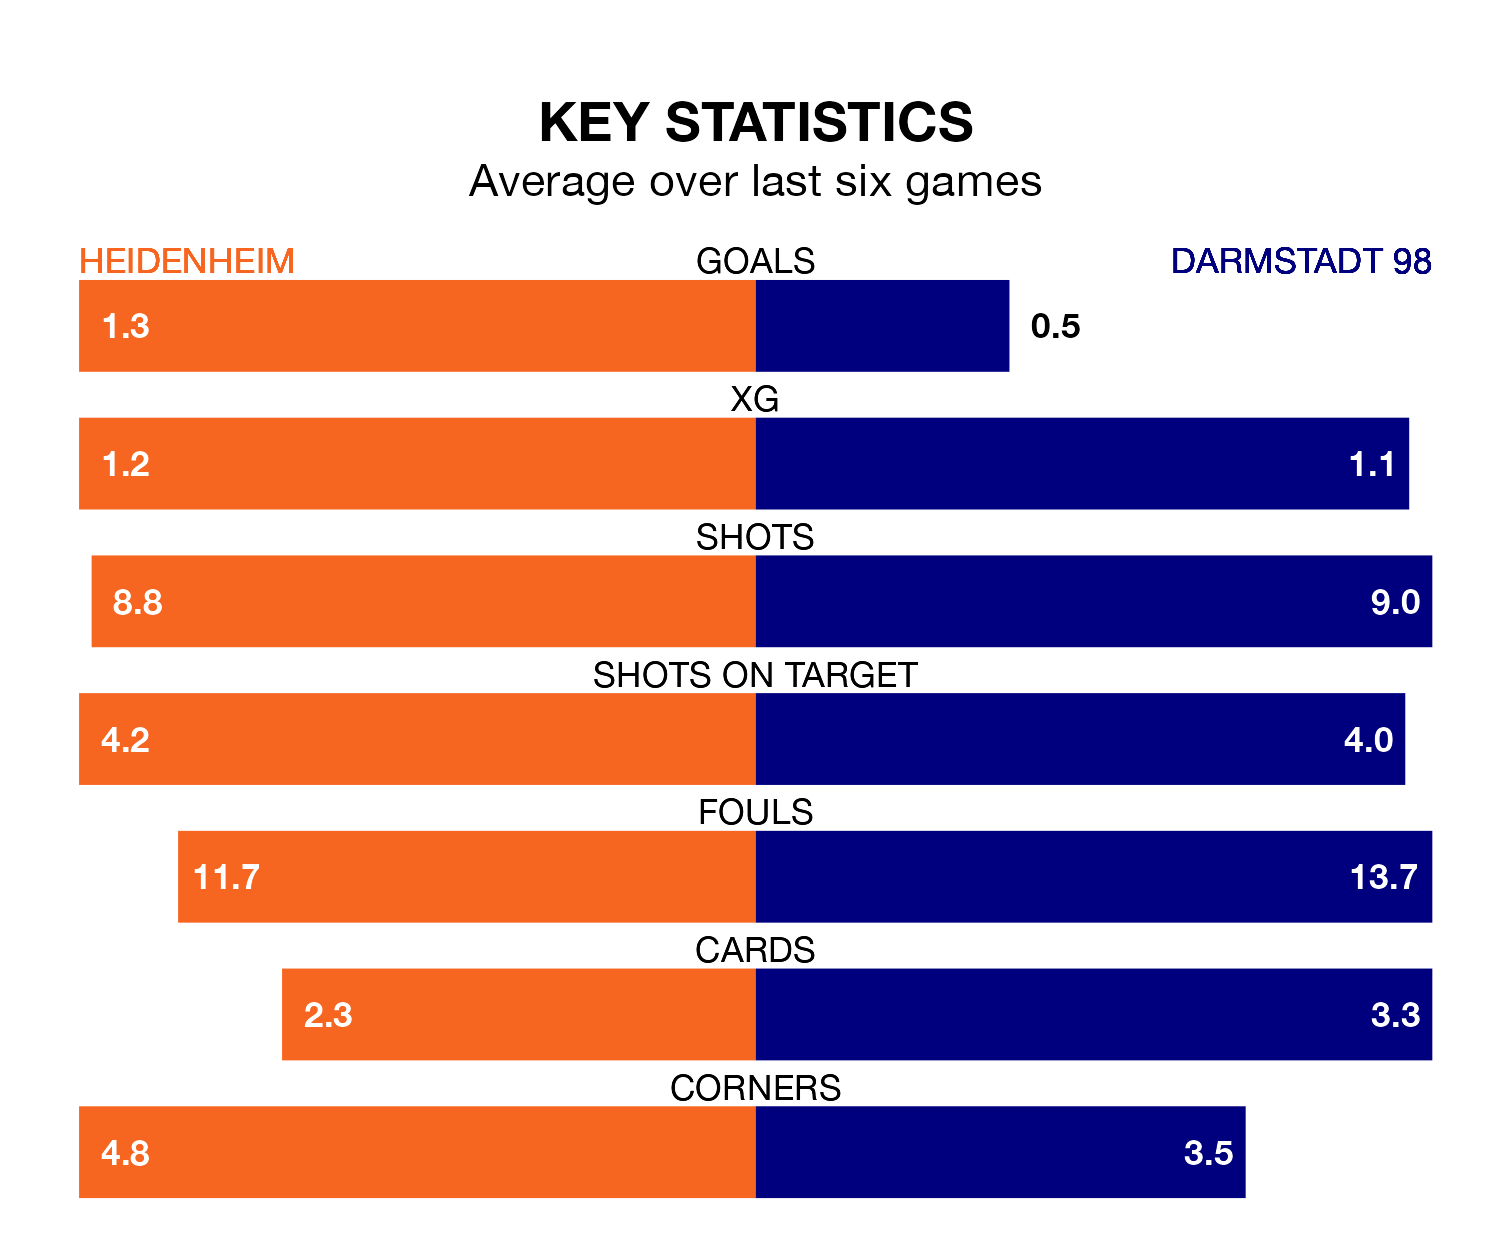 KEY STATISTICS
Average over last six games
HEIDENHEIM GOALS DARMSTADT 98
1.3 0.5
XG
1.2 1.1
SHOTS
8.8 9.0
SHOTS ON TARGET
4.2 4.0
FOULS
11.7 13.7
CARDS
2.3 3.3
CORNERS
4.8 3.5